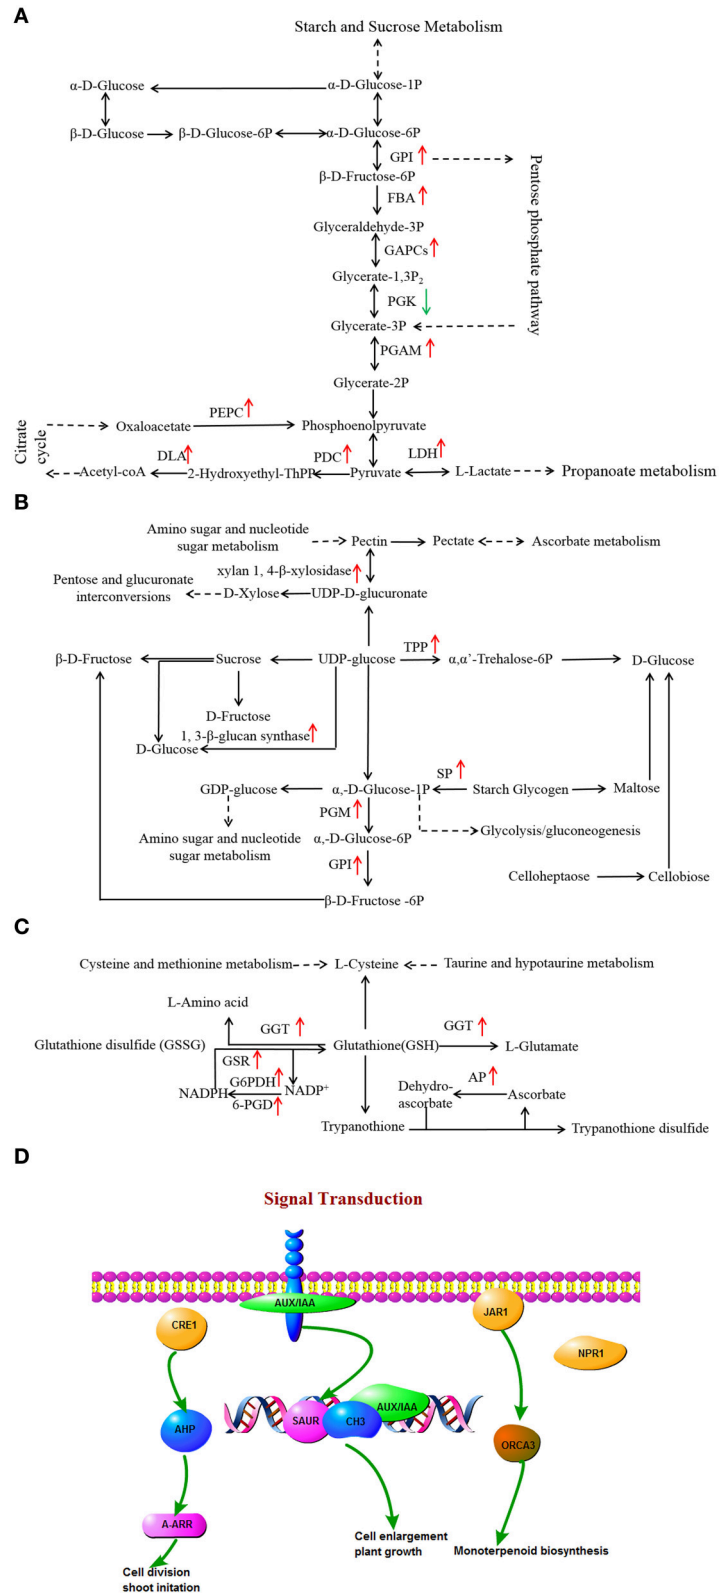 A
Starch and Sucrose Metabolism
α-D-Glucose
α-D-Glucose-1P
β-D-Glucose
β-D-Glucose-6P
α-D-Glucose-6P
GPI
β-D-Fructose-6P
FBA
Pentose phosphate pathway
Glyceraldehyde-3P
GAPCs
Glycerate-1,3P2
PGK
Glycerate-3P
PGAM
Glycerate-2P
Citrate
cycle
Oxaloacetate
PEPC
Phosphoenolpyruvate
Acetyl-coA
DLA
2-Hydroxyethyl-ThPP
PDC
Pyruvate
LDH
L-Lactate
Propanoate metabolism
B
Amino sugar and nucleotide
sugar metabolism
Pectin
Pectate
Ascorbate metabolism
xylan 1, 4-β-xylosidase
Pentose and glucuronate
interconversions
D-Xylose
UDP-D-glucuronate
β-D-Fructose
Sucrose
UDP-glucose
TPP
α,α’-Trehalose-6P
D-Glucose
D-Fructose
1, 3-β-glucan synthase
D-Glucose
GDP-glucose
α,-D-Glucose-1P
SP
Starch Glycogen
Maltose
PGM
Amino sugar and nucleotide
sugar metabolism
α,-D-Glucose-6P
Glycolysis/gluconeogenesis
GPI
β-D-Fructose -6P
Celloheptaose
Cellobiose
C
Cysteine and methionine metabolism
L-Cysteine
Taurine and hypotaurine metabolism
L-Amino acid
GGT
Glutathione disulfide (GSSG)
Glutathione(GSH)
GGT
L-Glutamate
GSR
G6PDH
NADPH
NADP+
6-PGD
Dehydro-
ascorbate
AP
Ascorbate
Trypanothione
Trypanothione disulfide
D
Signal Transduction
AUX/IAA
CRE1
JAR1
NPR1
AHP
SAUR
CH3
AUX/IAA
ORCA3
A-ARR
Cell division
shoot initation
Cell enlargement
plant growth
Monoterpenoid biosynthesis